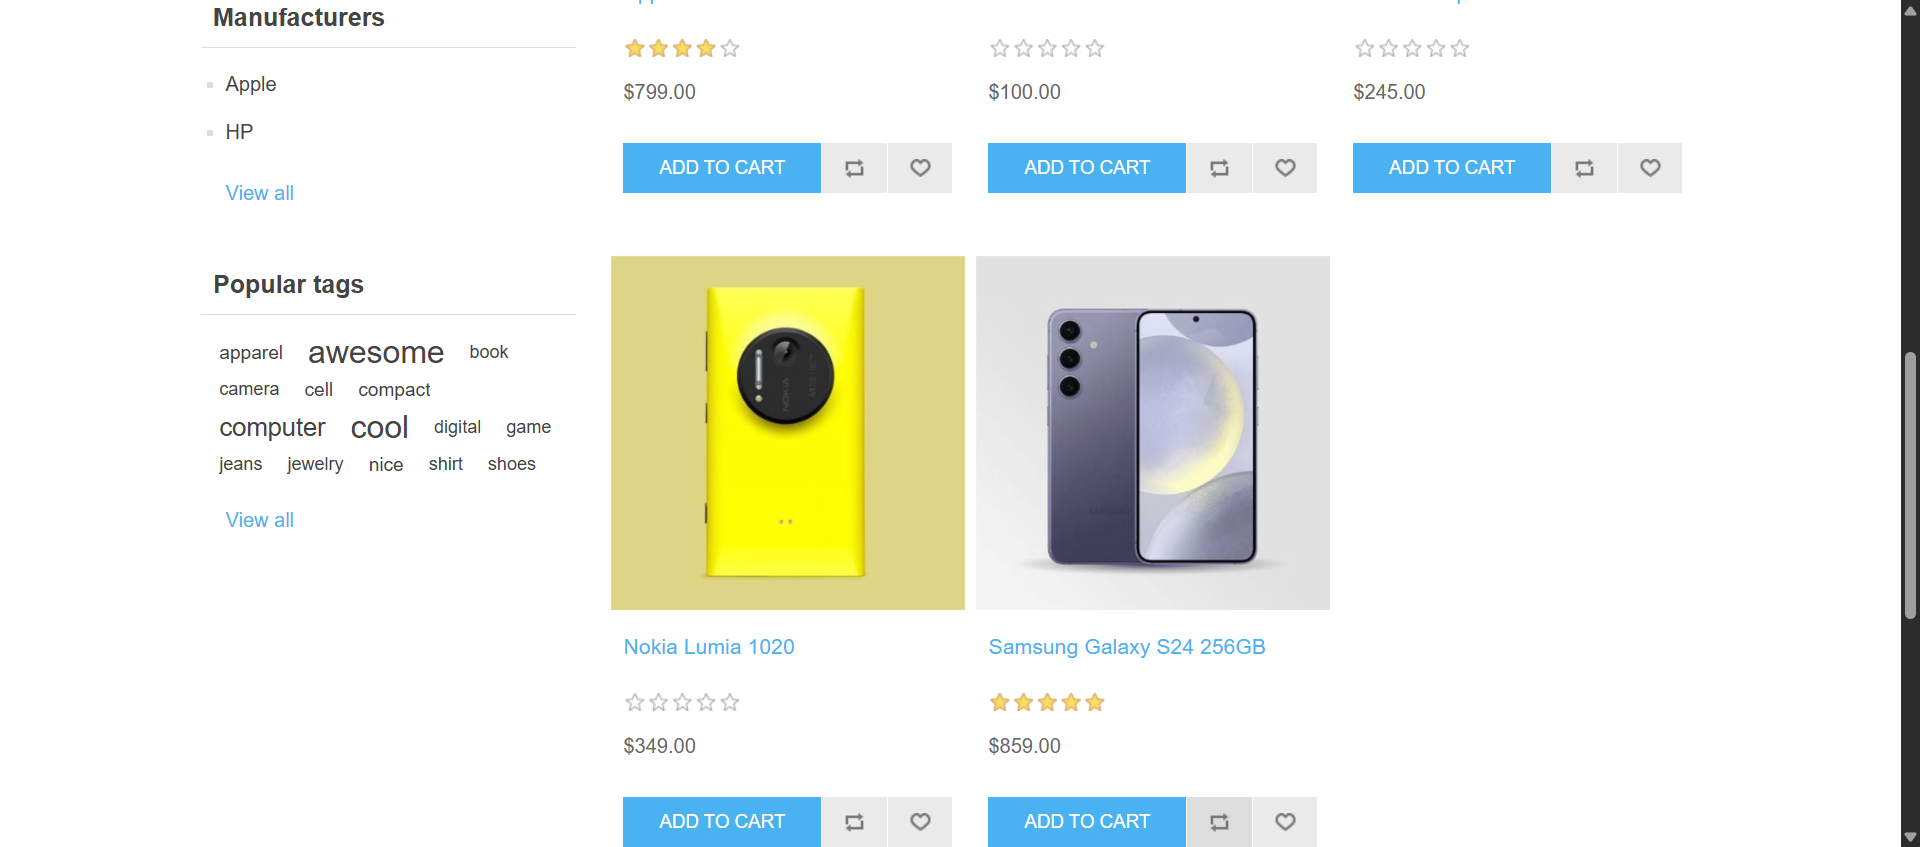 Manufacturers
Apple
HP
View all
Popular tags
apparel awesome book
camera cell compact
computer cool digital game
jeans jewelry nice shirt shoes
View all
$799.00
$100.00
$245.00
ADD TO CART
ADD TO CART
ADD TO CART
NOKIA
SAMSUNG
Nokia Lumia 1020
Samsung Galaxy S24 256GB
$349.00
$859.00
ADD TO CART
ADD TO CART